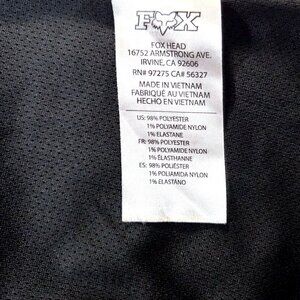 FOX
FOX HEAD
16752 ARMSTRONG AVE.
IRVINE, CA 92606
RN# 97275 CA# 56327
MADE IN VIETNAM
FABRIQUÉ AU VIETNAM
HECHO EN VIETNAM
US: 98% POLYESTER
1% POLYAMIDE NYLON
1% ELASTANE
FR: 98% POLYESTER
1% POLYAMIDE NYLON
1% ÉLASTHANNE
ES: 98% POLIÉSTER
1% POLIAMIDA NYLON
1% ELASTANO